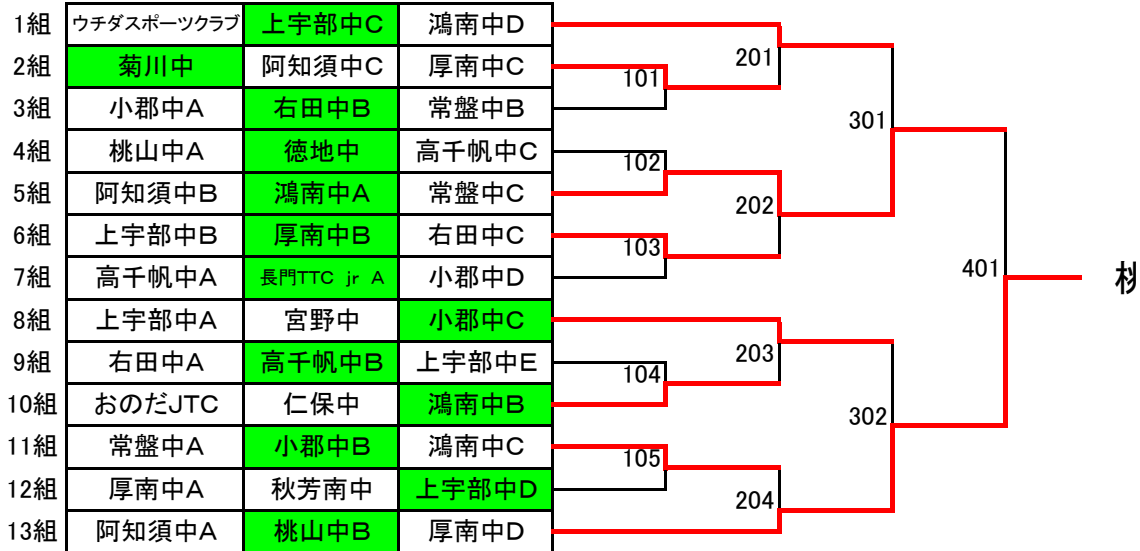 1組 ウチダスポーツクラブ 上宇部中C 鴻南中D
2組 菊川中 阿知須中C 厚南中C
3組 小郡中A 右田中B 常盤中B
4組 桃山中A 徳地中 高千帆中C
5組 阿知須中B 鴻南中A 常盤中C
6組 上宇部中B 厚南中B 右田中C
7組 高千帆中A 長門TTC jr A 小郡中D
8組 上宇部中A 宮野中 小郡中C
9組 右田中A 高千帆中B 上宇部中E
10組 おのだJTC 仁保中 鴻南中B
11組 常盤中A 小郡中B 鴻南中C
12組 厚南中A 秋芳南中 上宇部中D
13組 阿知須中A 桃山中B 厚南中D
101
102
103
104
105
201
202
203
204
301
302
401